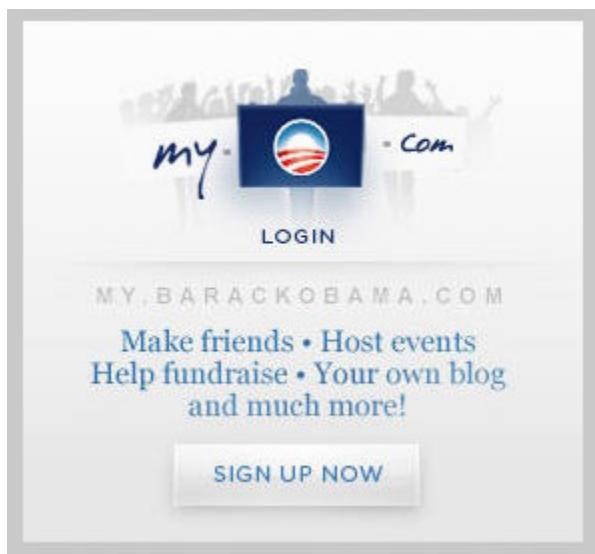 my. .com
LOGIN
MY.BARACKOBAMA.COM
Make friends • Host events
Help fundraise • Your own blog
and much more!
SIGN UP NOW